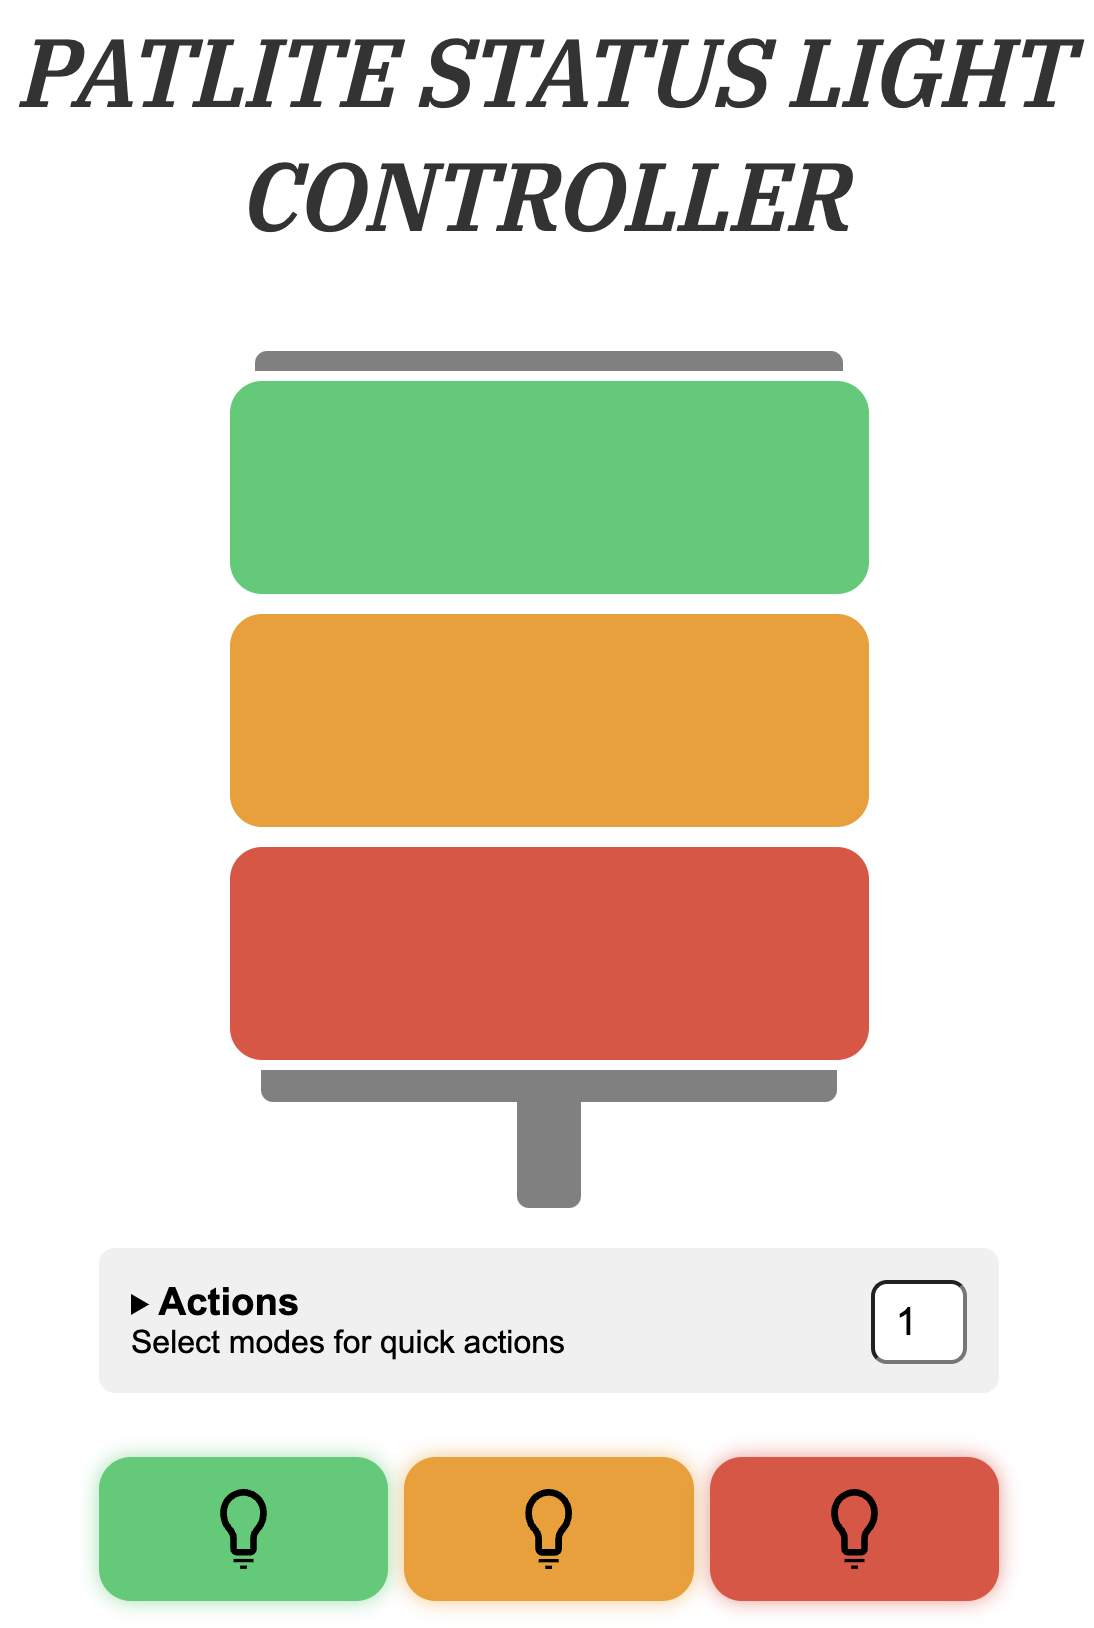 PATLITE STATUS LIGHT
CONTROLLER
Actions
Select modes for quick actions
1